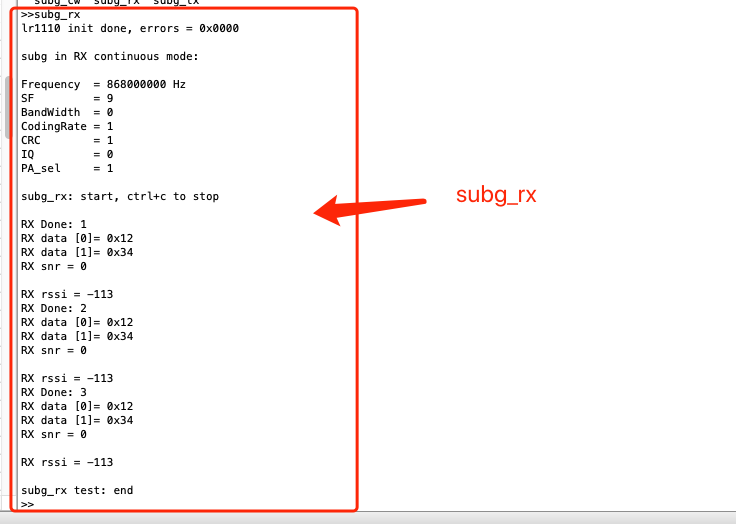 subg_cw subg_rx subg_tx
>>subg_rx
lr1110 init done, errors = 0x0000
subg in RX continuous mode:
Frequency = 868000000 Hz
SF = 9
BandWidth = 0
CodingRate = 1
CRC = 1
IQ = 0
PA_sel = 1
subg_rx: start, ctrl+c to stop
subg_rx
RX Done: 1
RX data [0]= 0x12
RX data [1]= 0x34
RX snr = 0
RX rssi = -113
RX Done: 2
RX data [0]= 0x12
RX data [1]= 0x34
RX snr = 0
RX rssi = -113
RX Done: 3
RX data [0]= 0x12
RX data [1]= 0x34
RX snr = 0
RX rssi = -113
subg_rx test: end
>>